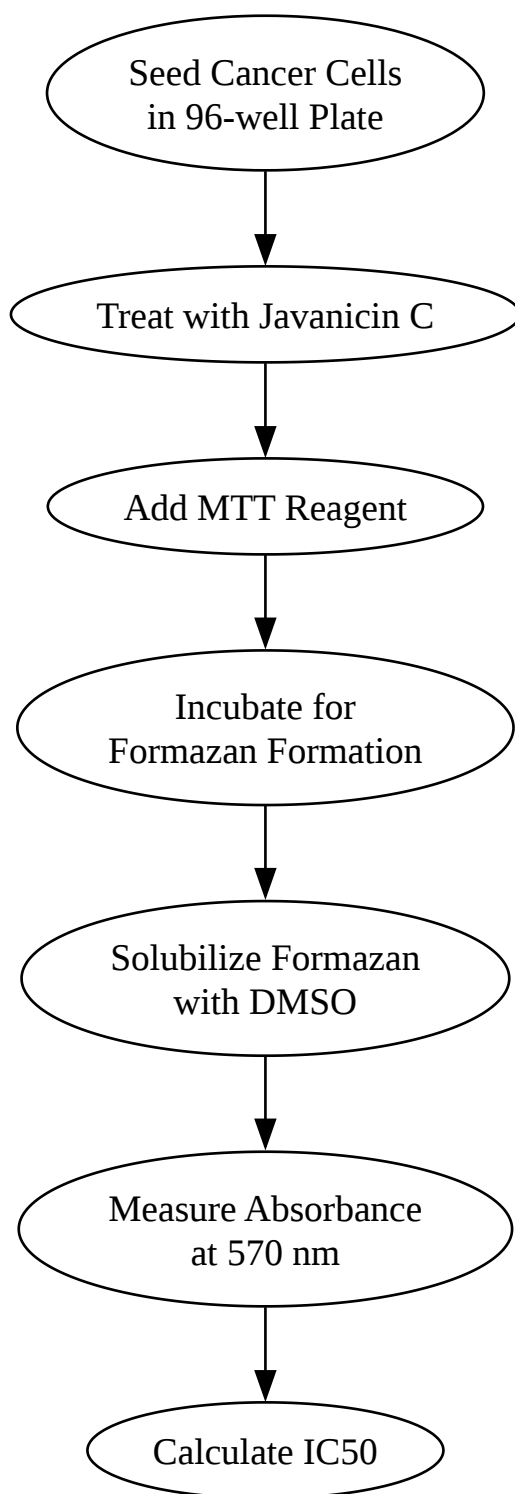 Seed Cancer Cells
in 96-well Plate
Treat with Javanicin C
Add MTT Reagent
Incubate for
Formazan Formation
Solubilize Formazan
with DMSO
Measure Absorbance
at 570 nm
Calculate IC50